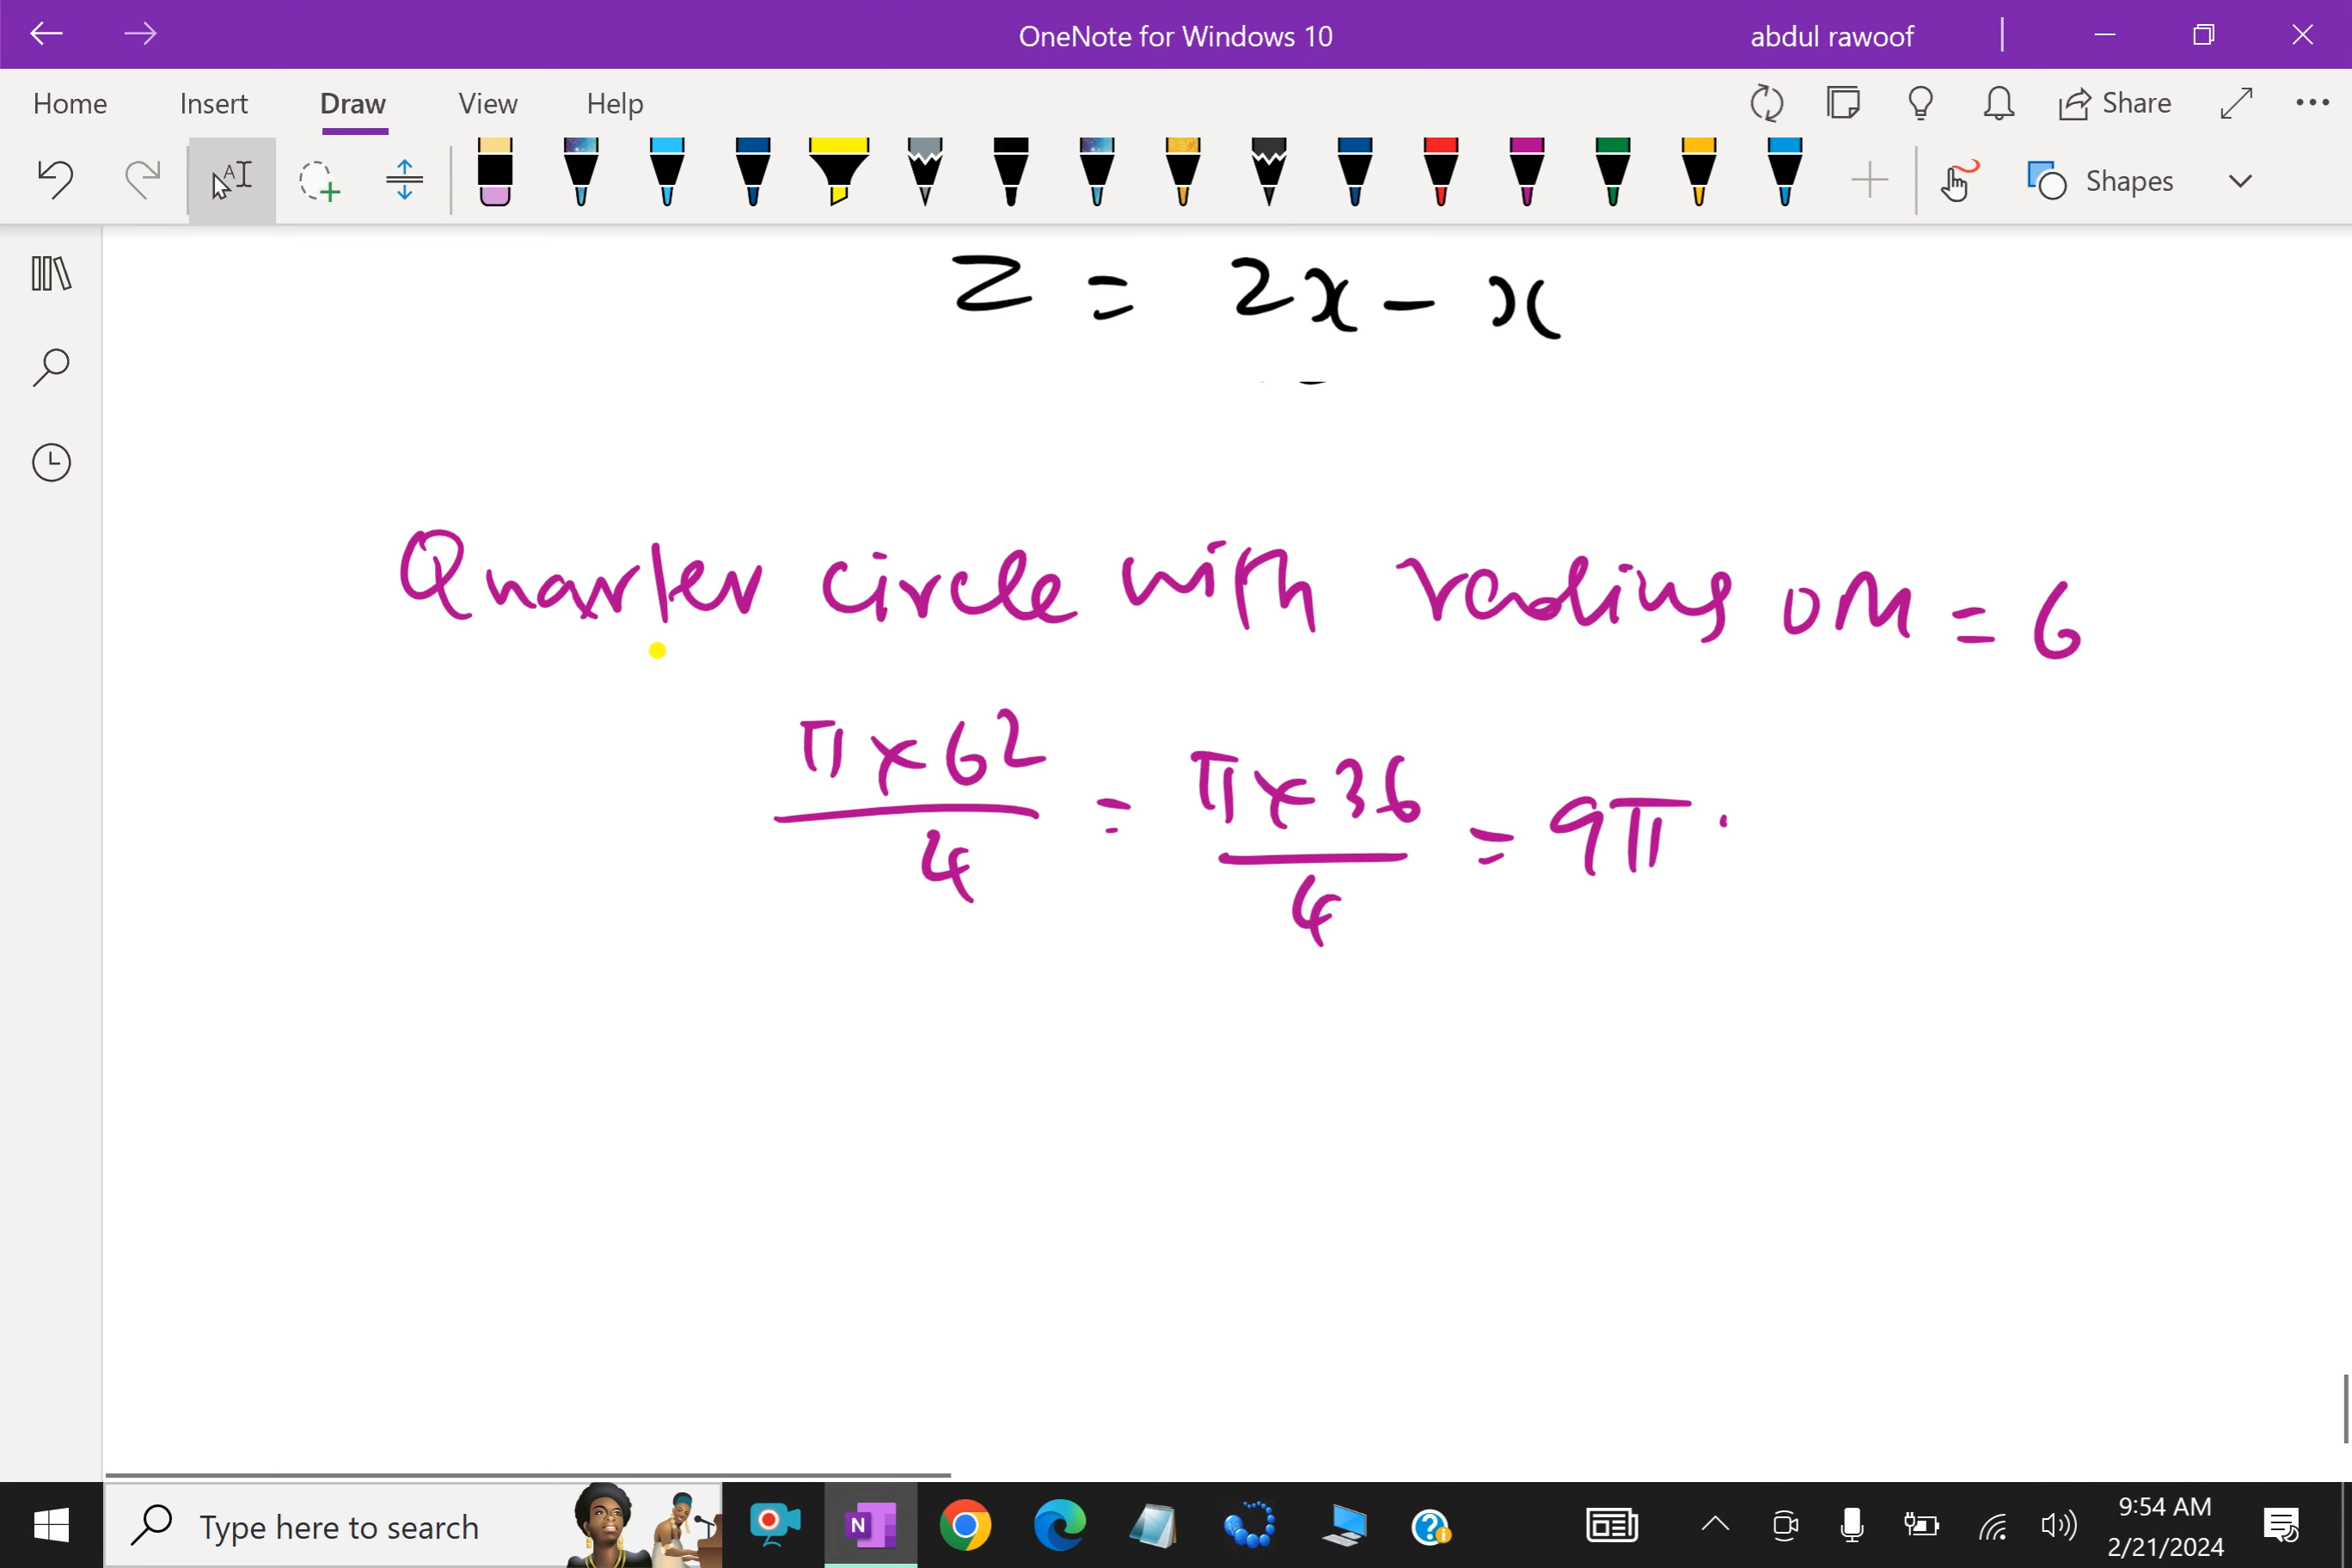 OneNote for Windows 10
abdul rawoof
Home Insert Draw View Help
Share
Shapes
Z = 2x - x
Quarter circle with radius OM = 6
π×6²/4 = π×36/4 = 9π.
Type here to search
9:54 AM
2/21/2024